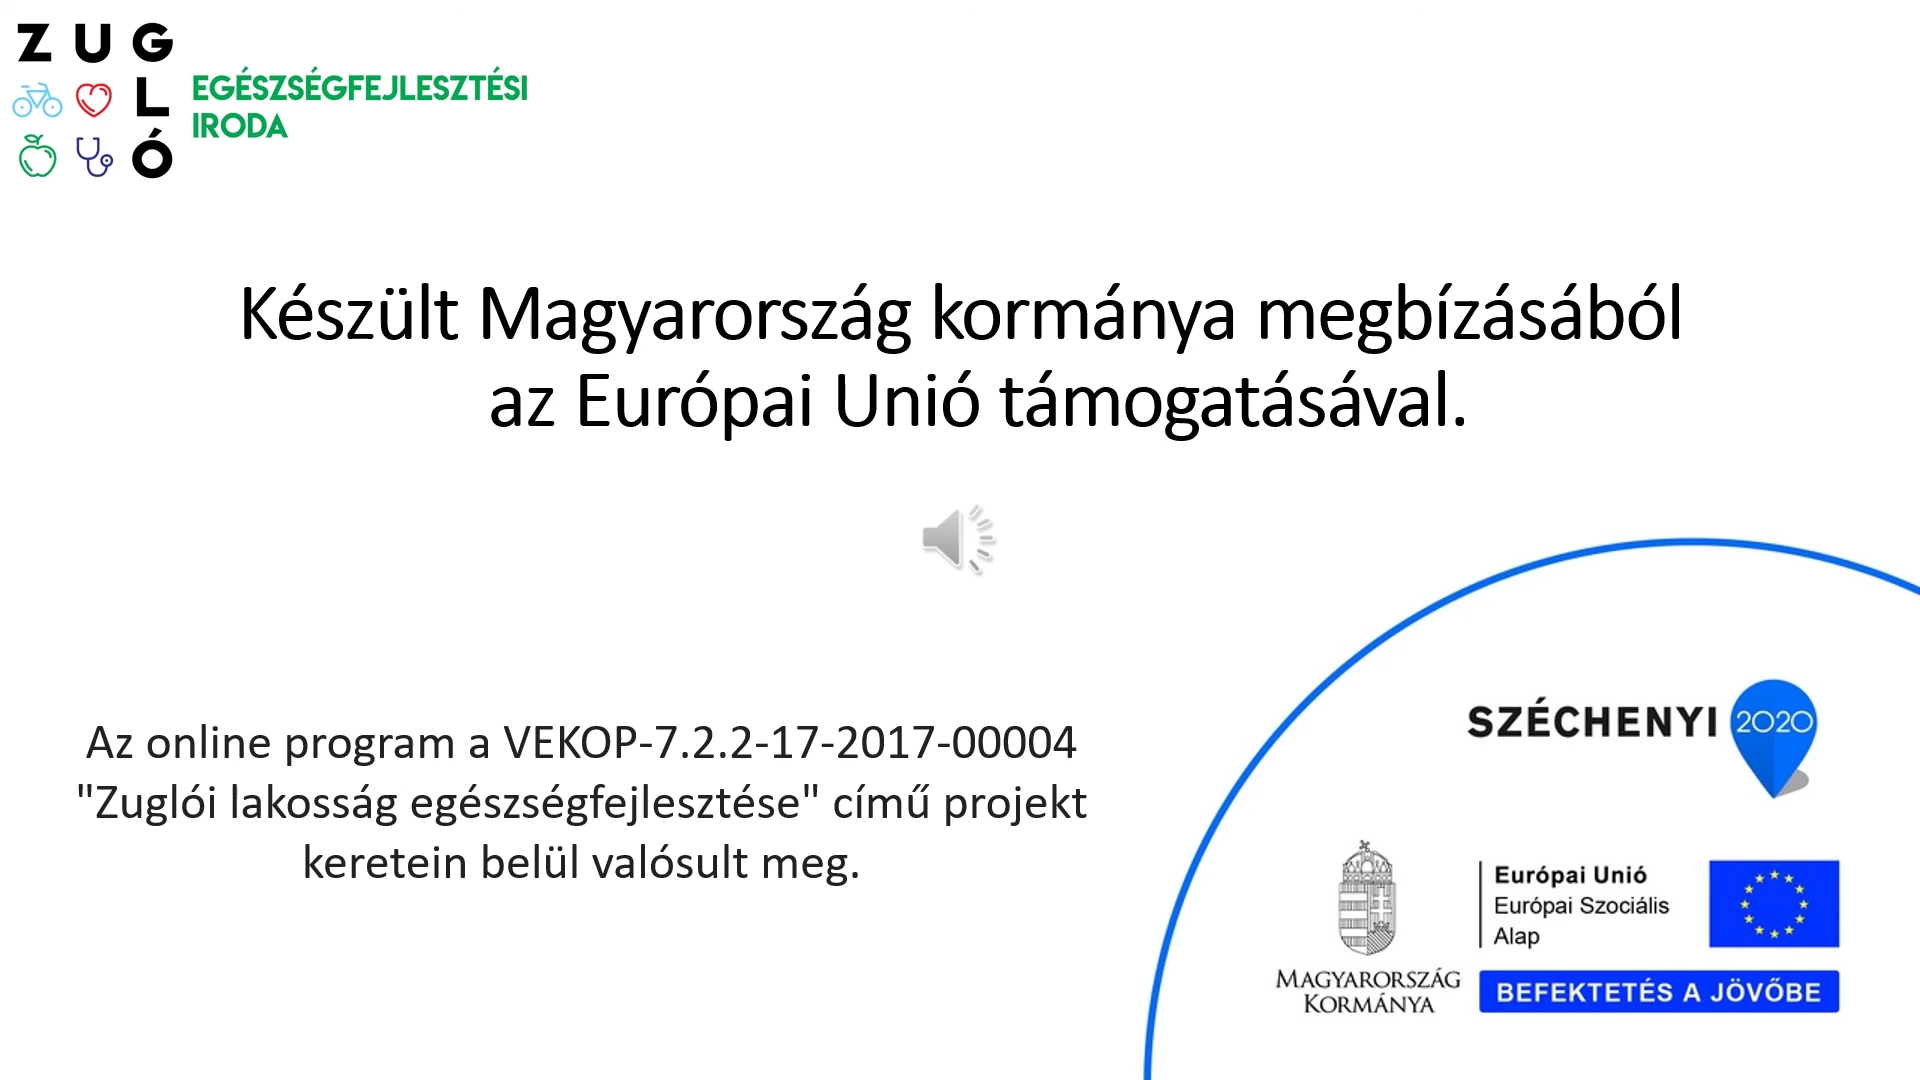 ZUGLÓ
EGÉSZSÉGFEJLESZTÉSI
IRODA
Készült Magyarország kormánya megbízásából
az Európai Unió támogatásával.
Az online program a VEKOP-7.2.2-17-2017-00004
"Zuglói lakosság egészségfejlesztése" című projekt
keretein belül valósult meg.
SZÉCHENYI 2020
Európai Unió
Európai Szociális
Alap
MAGYARORSZÁG
KORMÁNYA
BEFEKTETÉS A JÖVŐBE